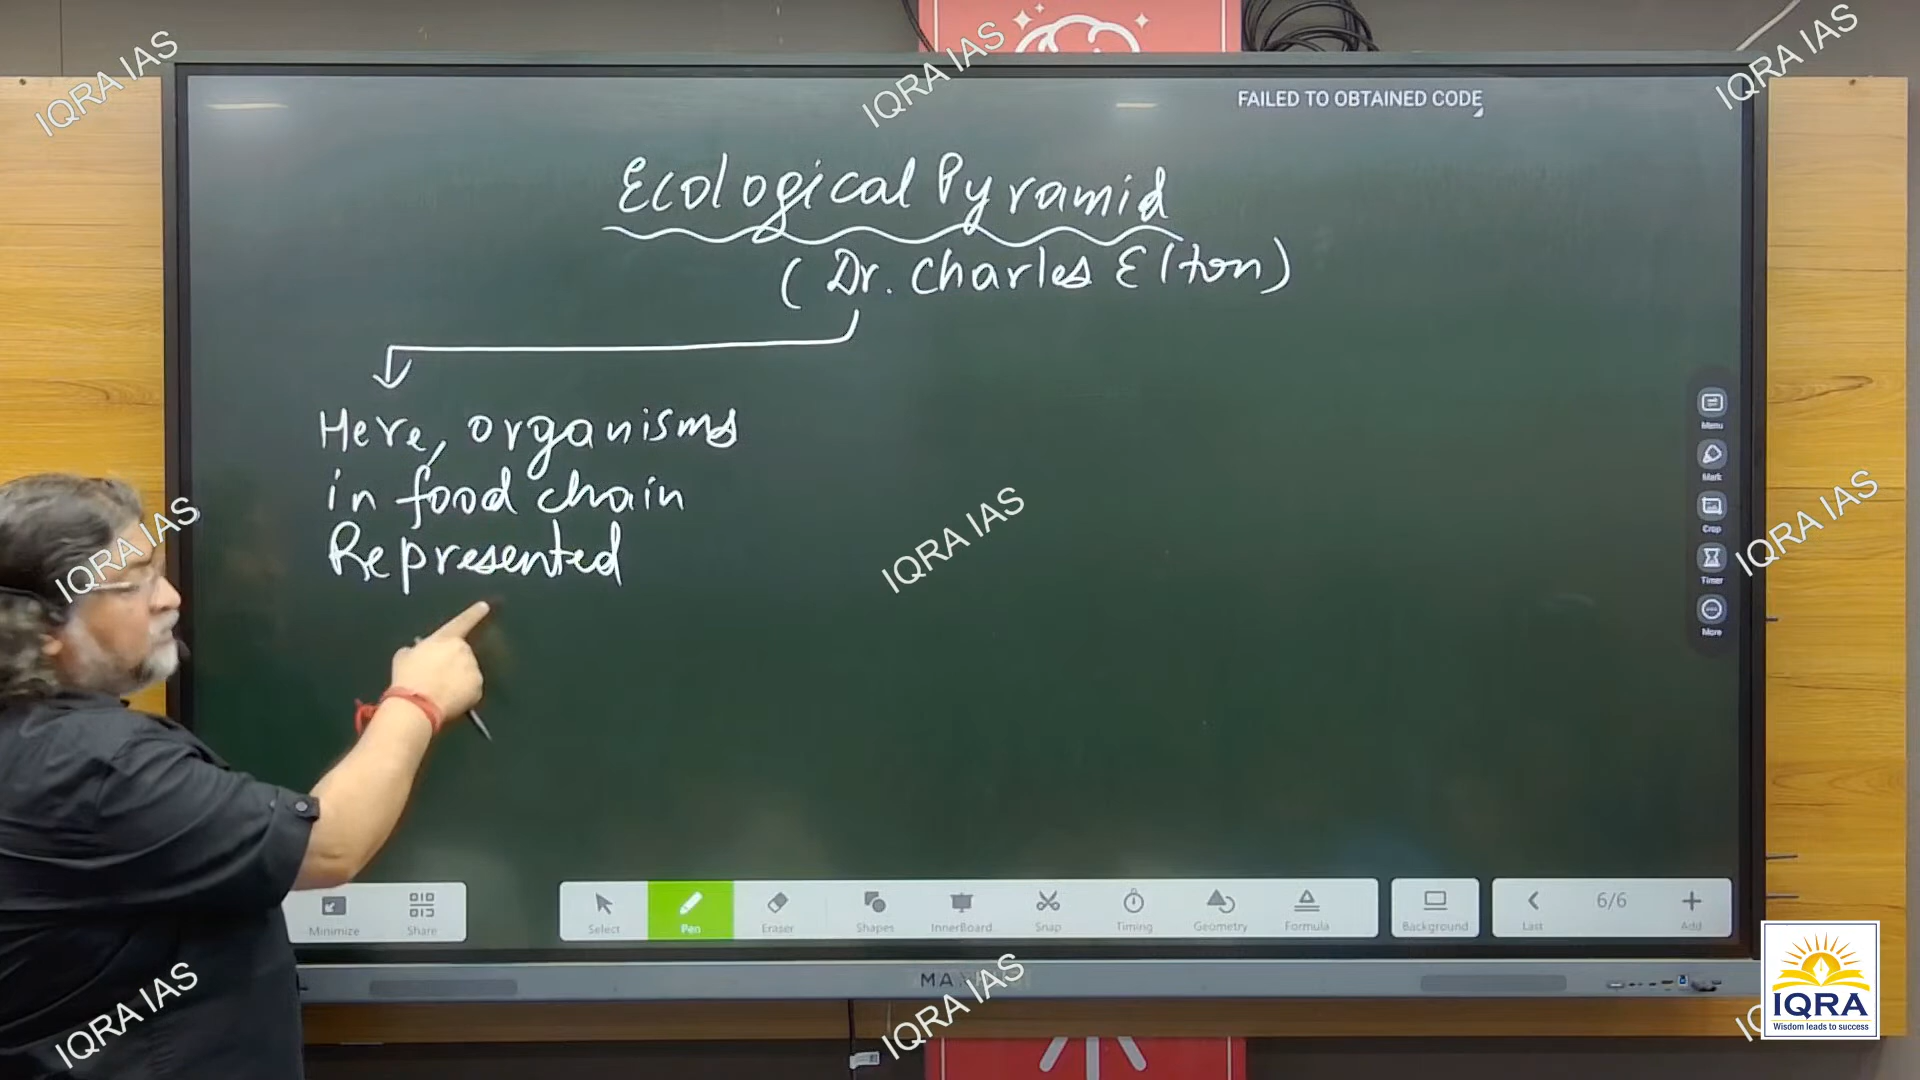 IQRA IAS
IQRA IAS
IQRA IAS
FAILED TO OBTAINED CODE
Ecological Pyramid
(Dr. Charles Elton)
Here, organisms
in food chain
Represented
Menu
Mark
Crop
Timer
More
IQRA IAS
IQRA IAS
IQRA IAS
Minimize
Share
Select
Pen
Eraser
Shapes
InnerBoard
Snap
Timing
Geometry
Formula
Background
Last
6/6
Add
IQRA IAS
IQRA IAS
IQRA
Wisdom leads to success